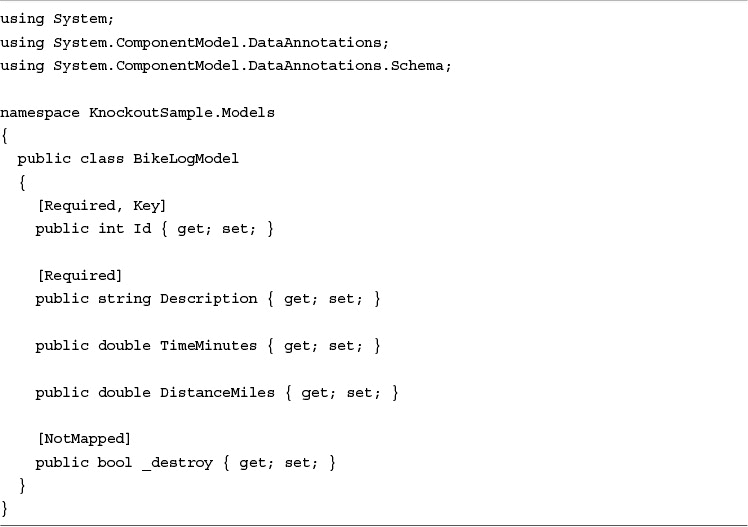 using System;
using System.ComponentModel.DataAnnotations;
using System.ComponentModel.DataAnnotations.Schema;
namespace KnockoutSample.Models
{
public class BikeLogModel
{
[Required, Key]
public int Id { get; set; }
[Required]
public string Description { get; set; }
public double TimeMinutes { get; set; }
public double DistanceMiles { get; set; }
[NotMapped]
public bool _destroy { get; set; }
}
}